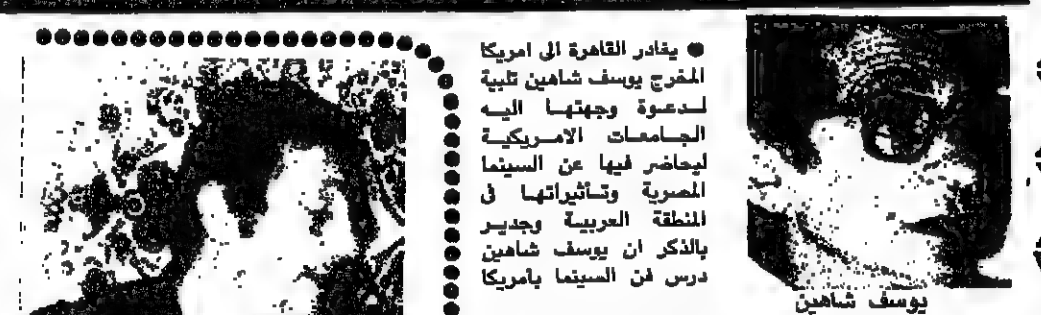 ● يغادر القاهرة الى امريكا
المخرج يوسف شاهين تلبية
لدعوة وجهتها اليه
الجامعات الامريكية
ليحاضر فيها عن السينما
المصرية وتأثيراتها فى
المنطقة العربية وجدير
بالذكر ان يوسف شاهين
درس فن السينما بأمريكا
يوسف شاهين